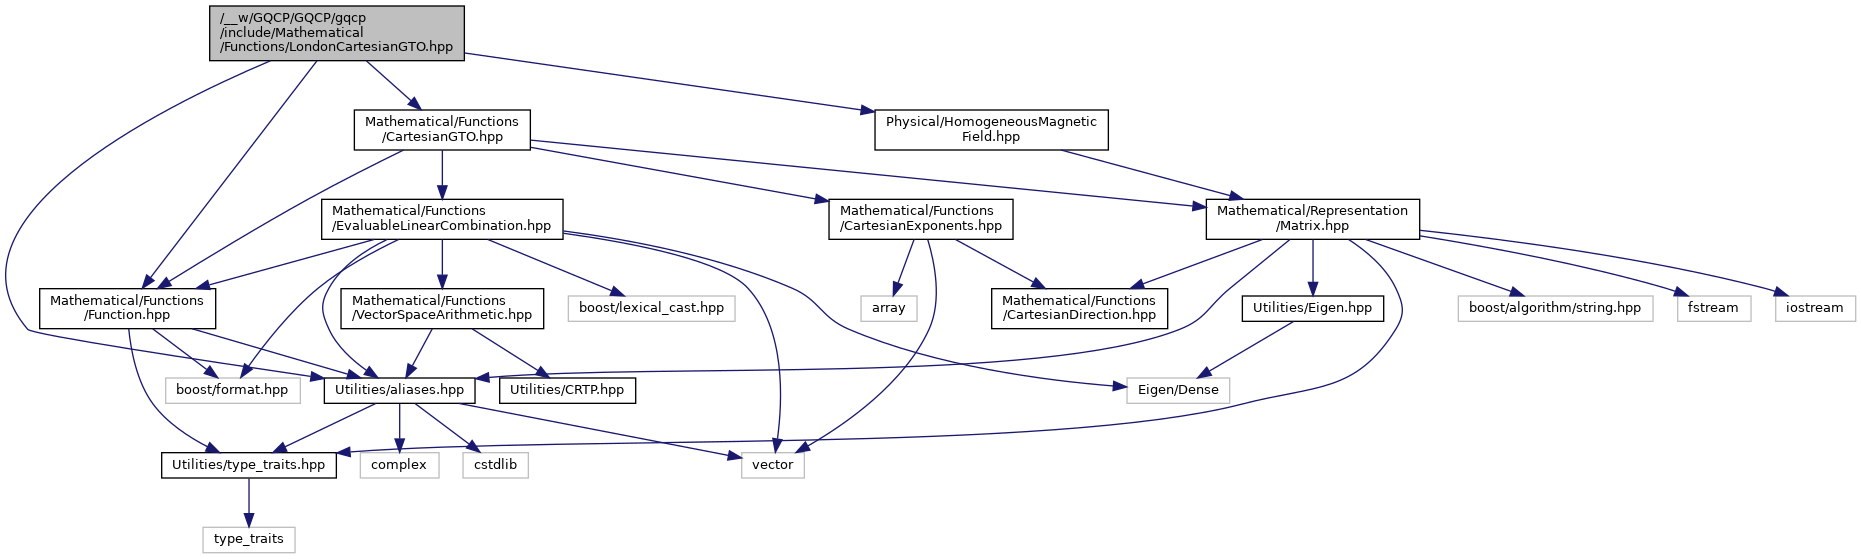 /__w/GQCP/GQCP/gqcp
/include/Mathematical
/Functions/LondonCartesianGTO.hpp
Mathematical/Functions
/CartesianGTO.hpp
Physical/HomogeneousMagnetic
Field.hpp
Mathematical/Functions
/EvaluableLinearCombination.hpp
Mathematical/Functions
/CartesianExponents.hpp
Mathematical/Representation
/Matrix.hpp
Mathematical/Functions
/Function.hpp
Mathematical/Functions
/VectorSpaceArithmetic.hpp
boost/lexical_cast.hpp
array
Mathematical/Functions
/CartesianDirection.hpp
Utilities/Eigen.hpp
boost/algorithm/string.hpp
fstream
iostream
boost/format.hpp
Utilities/aliases.hpp
Utilities/CRTP.hpp
Eigen/Dense
Utilities/type_traits.hpp
complex
cstdlib
vector
type_traits